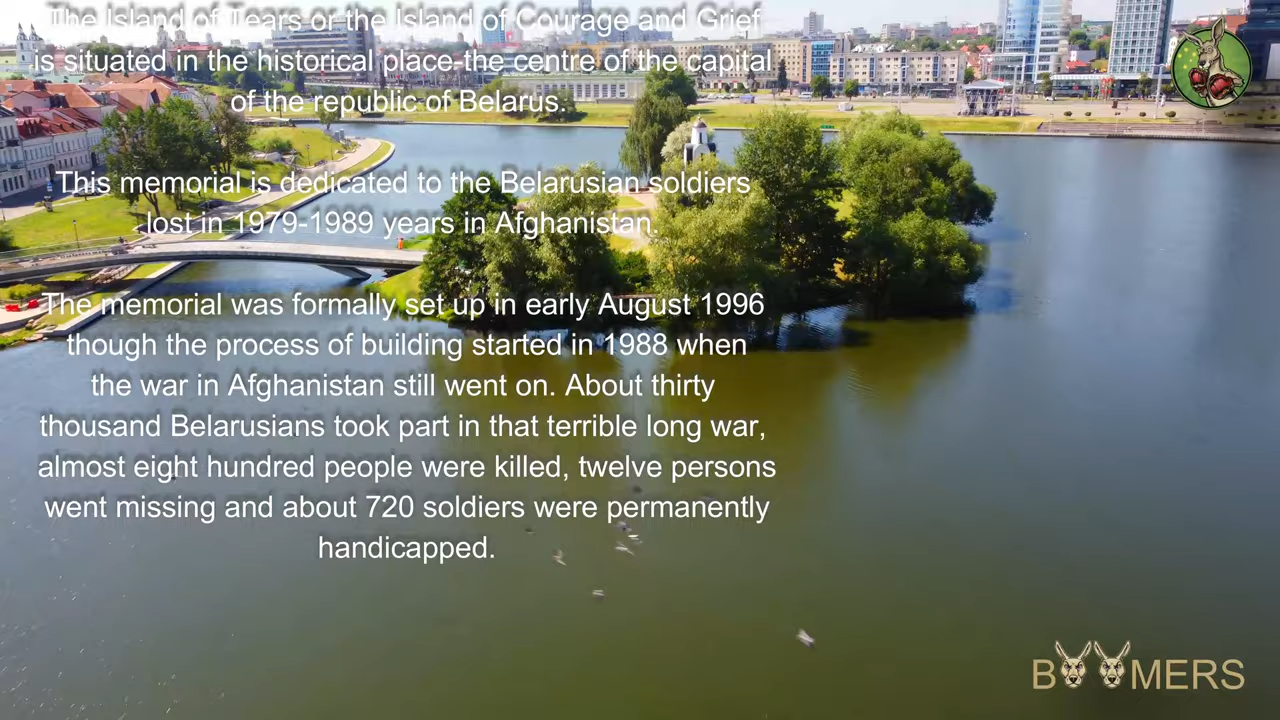 The Island of Tears or the Island of Courage and Grief
is situated in the historical place-the centre of the capital
of the republic of Belarus.
This memorial is dedicated to the Belarusian soldiers
lost in 1979-1989 years in Afghanistan.
The memorial was formally set up in early August 1996
though the process of building started in 1988 when
the war in Afghanistan still went on. About thirty
thousand Belarusians took part in that terrible long war,
almost eight hundred people were killed, twelve persons
went missing and about 720 soldiers were permanently
handicapped.
BOOMERS